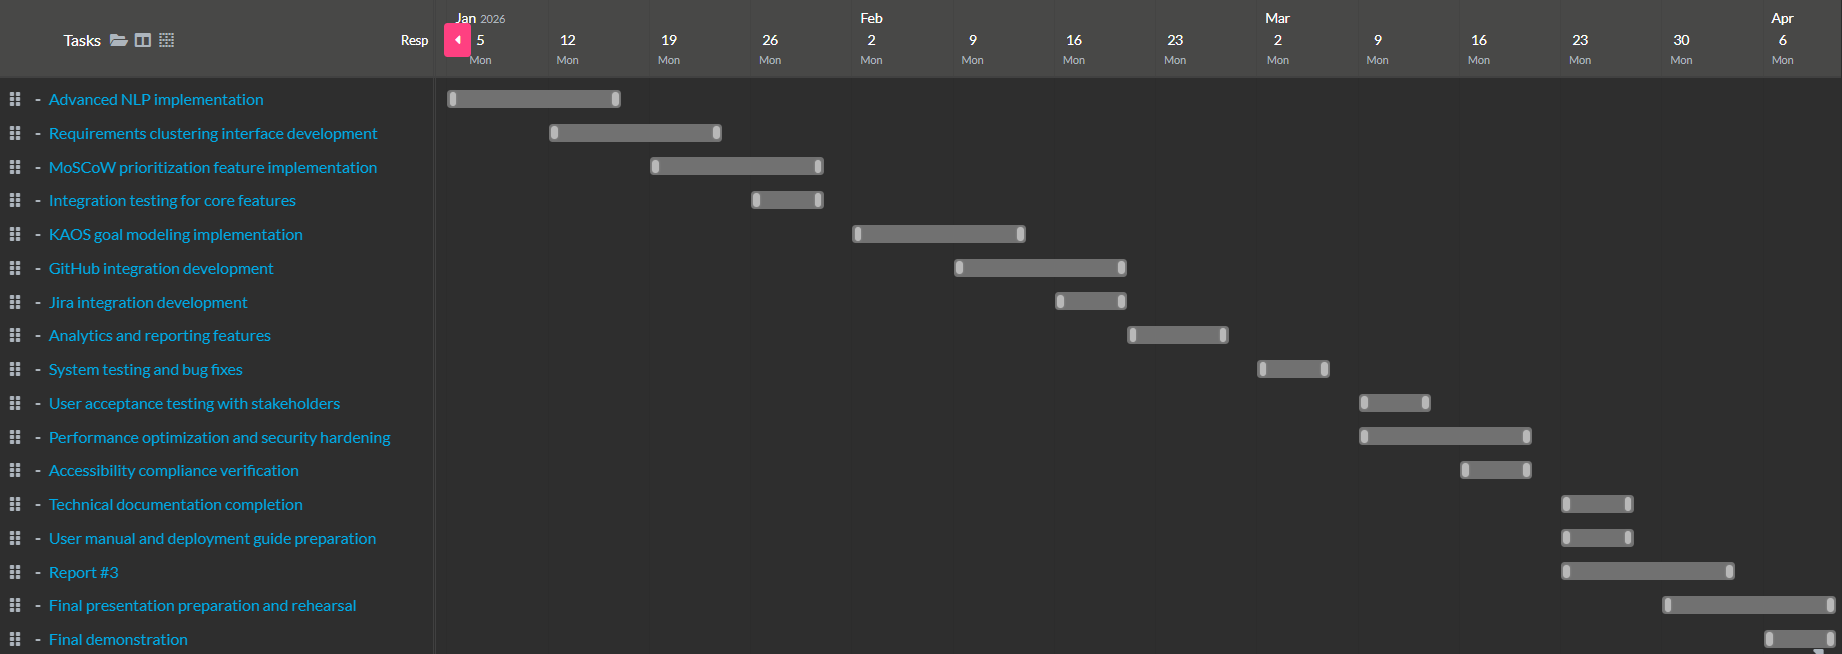 Jan 2026 Feb Mar Apr
Tasks Resp 5 12 19 26 2 9 16 23 2 9 16 23 30 6
Mon Mon Mon Mon Mon Mon Mon Mon Mon Mon Mon Mon Mon Mon
- Advanced NLP implementation
- Requirements clustering interface development
- MoSCoW prioritization feature implementation
- Integration testing for core features
- KAOS goal modeling implementation
- GitHub integration development
- Jira integration development
- Analytics and reporting features
- System testing and bug fixes
- User acceptance testing with stakeholders
- Performance optimization and security hardening
- Accessibility compliance verification
- Technical documentation completion
- User manual and deployment guide preparation
- Report #3
- Final presentation preparation and rehearsal
- Final demonstration